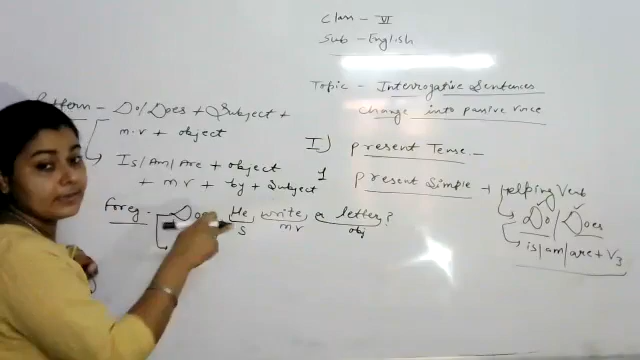 Class - VI
Sub - English
Topic - Interrogative Sentences
change into passive voice
Pattern - Do/Does + Subject +
m.v + object
Is/Am/Are + object
+ mv + by + Subject
I) present Tense -
1 present Simple + Helping Verb
Do / Does
is/am/are + V3
For eg - Does He write a letter?
S mv obj